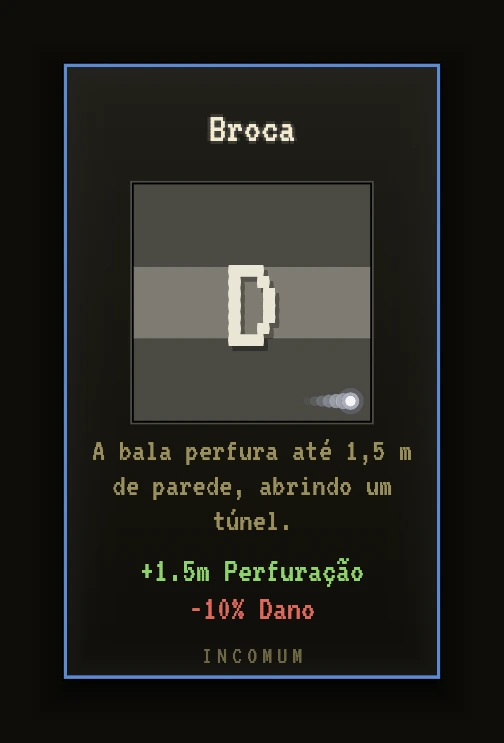 Broca
D
A bala perfura até 1,5 m
de parede, abrindo um
túnel.
+1.5m Perfuração
-10% Dano
INCOMUM